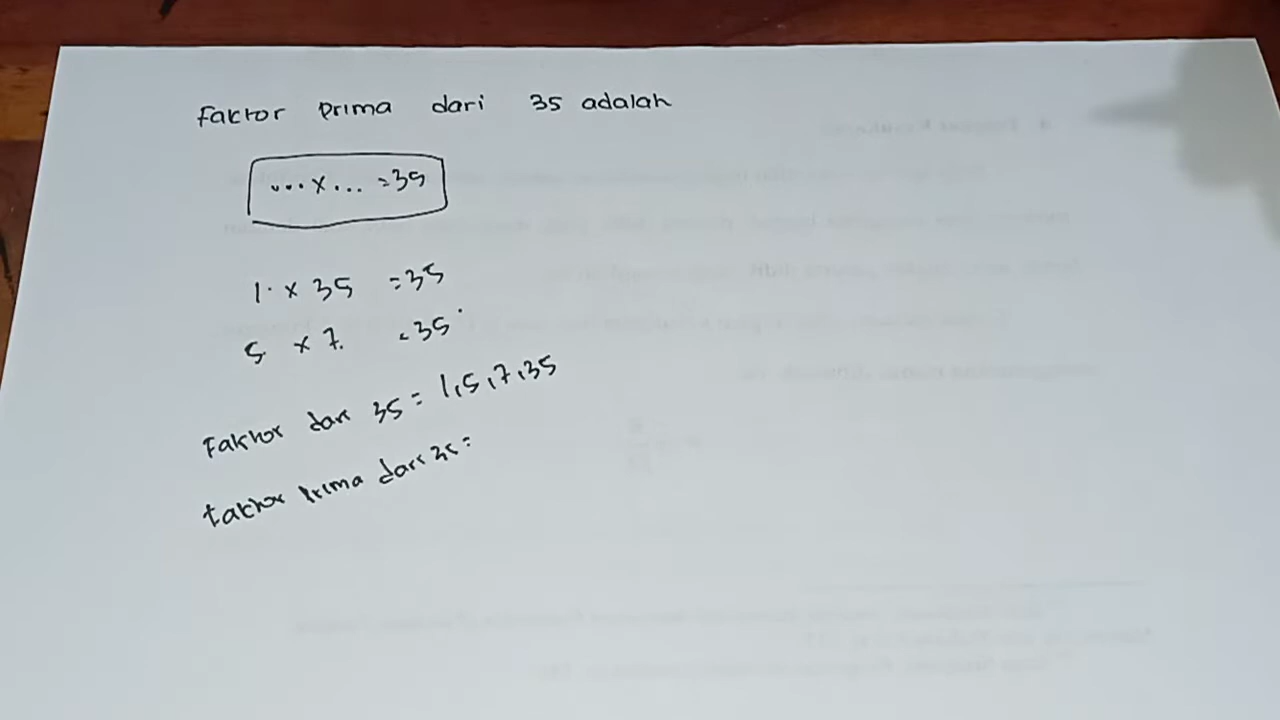 Faktor Prima dari 35 adalah
... x ... = 35
1 x 35 = 35
5 x 7 = 35
Faktor dari 35 = 1, 5, 7, 35
faktor Prima dari 35 =